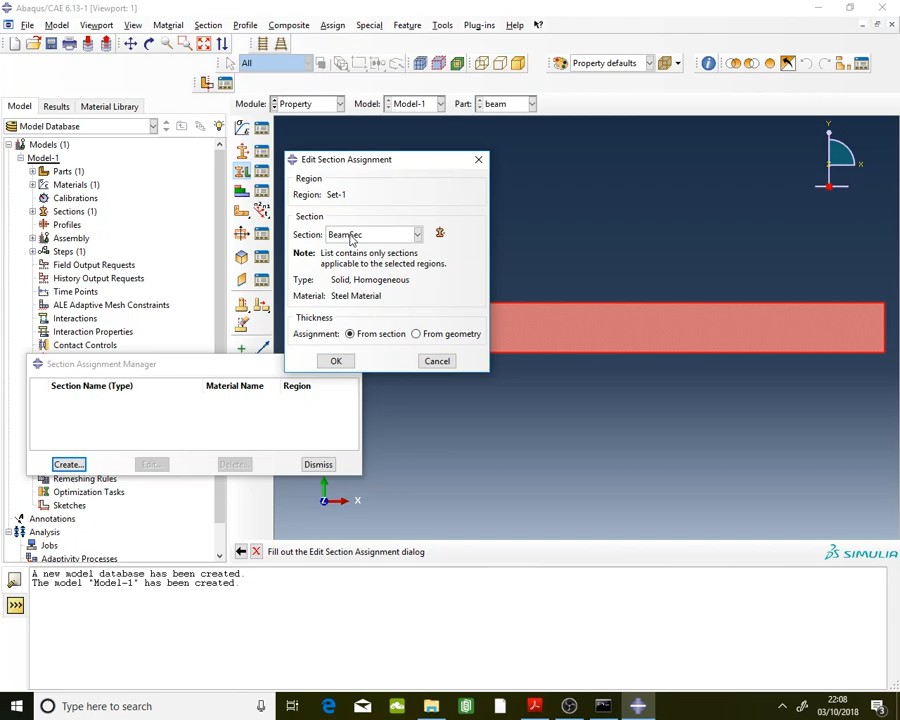 Abaqus/CAE 6.13-1 [Viewport: 1]
File Model Viewport View Material Section Profile Composite Assign Special Feature Tools Plug-ins Help
All
Property defaults
Model Results Material Library
Module: Property Model: Model-1 Part: beam
Model Database
Models (1)
Model-1
Parts (1)
Materials (1)
Calibrations
Sections (1)
Profiles
Assembly
Steps (1)
Field Output Requests
History Output Requests
Time Points
ALE Adaptive Mesh Constraints
Interactions
Interaction Properties
Contact Controls
Edit Section Assignment
Region
Region: Set-1
Section
Section: BeamSec
Note: List contains only sections
applicable to the selected regions.
Type: Solid, Homogeneous
Material: Steel Material
Thickness
Assignment: From section From geometry
OK Cancel
Section Assignment Manager
Section Name (Type) Material Name Region
Create... Edit... Delete... Dismiss
Remeshing Rules
Optimization Tasks
Sketches
Annotations
Analysis
Jobs
Adaptivity Processes
Y
X
Z
X
Fill out the Edit Section Assignment dialog
SIMULIA
A new model database has been created.
The model "Model-1" has been created.
Type here to search
22:08
03/10/2018